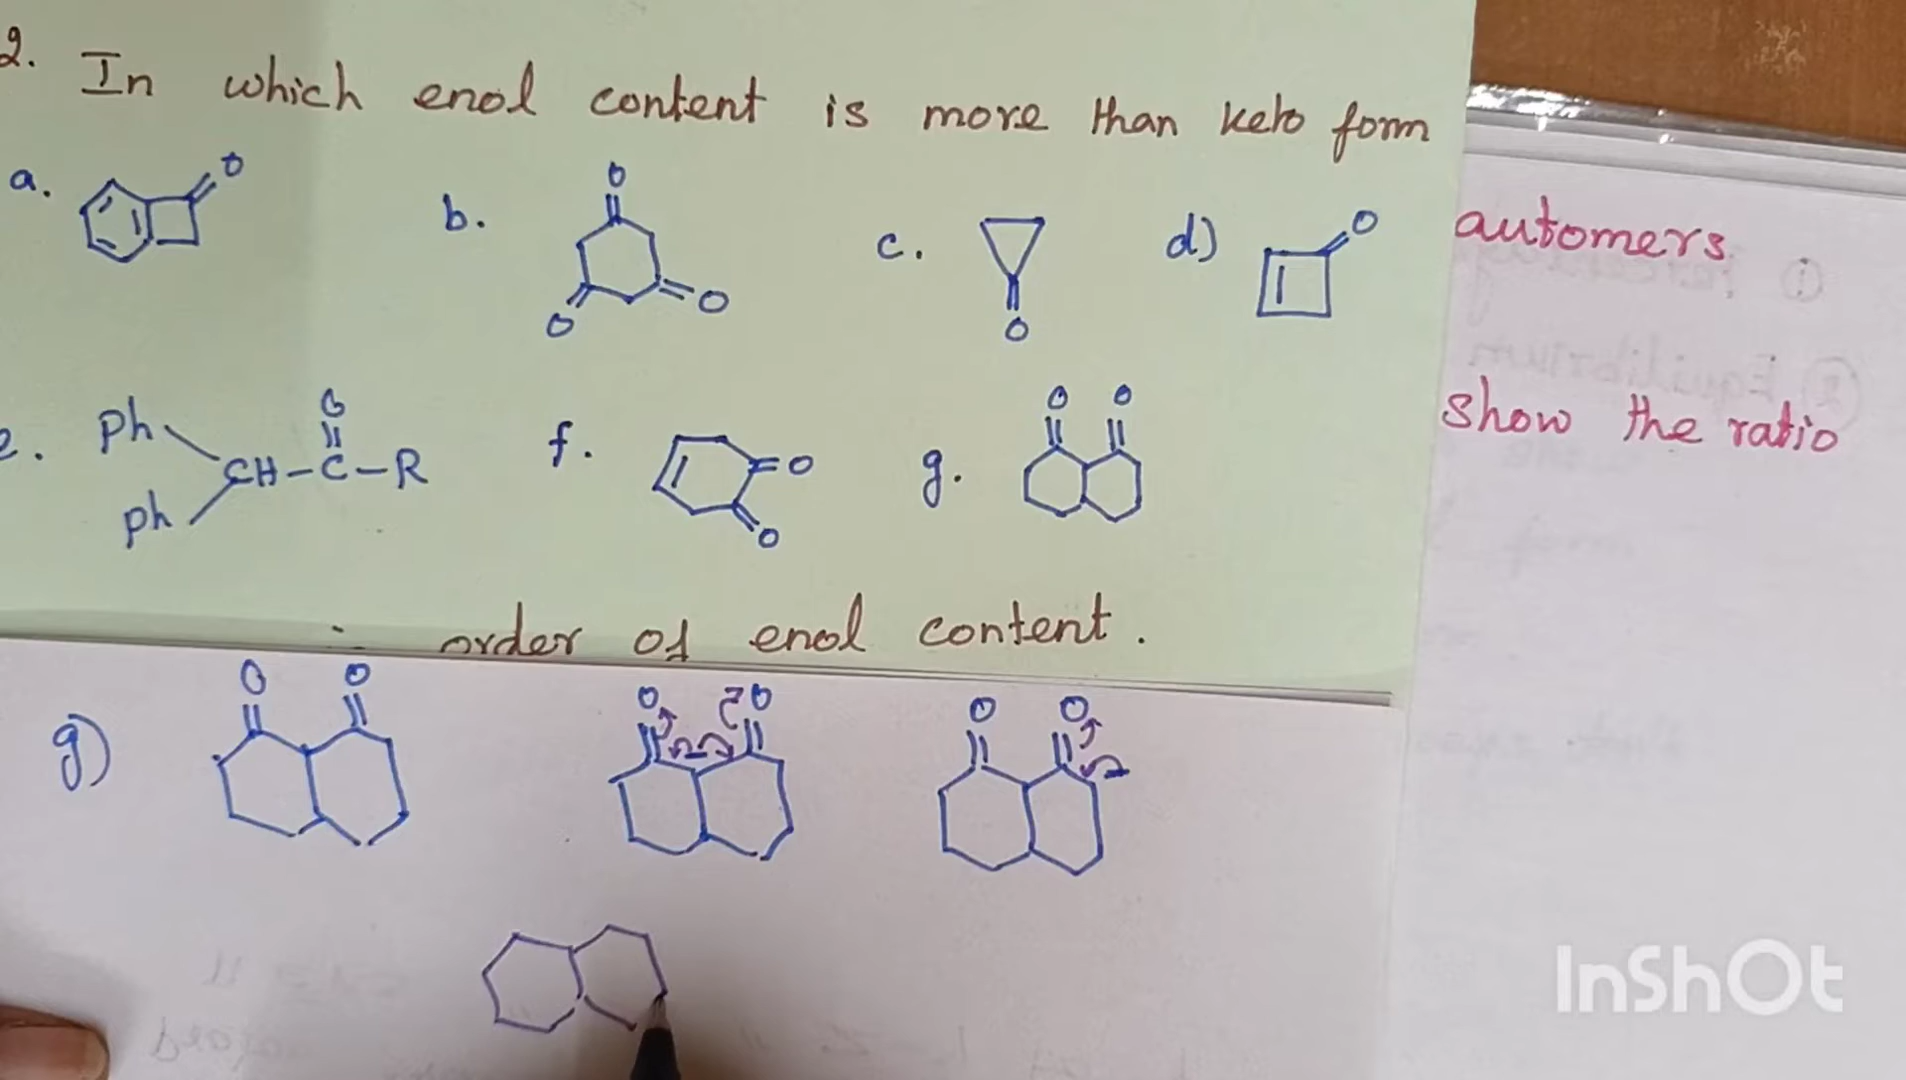 2. In which enol content is more than keto form
a. O
b. O O O
c. O
d) O
automers.
Ph Ph CH-C-R O
f. O O
g. O O
show the ratio
order of enol content.
g) O O
O O
O O
InShOt